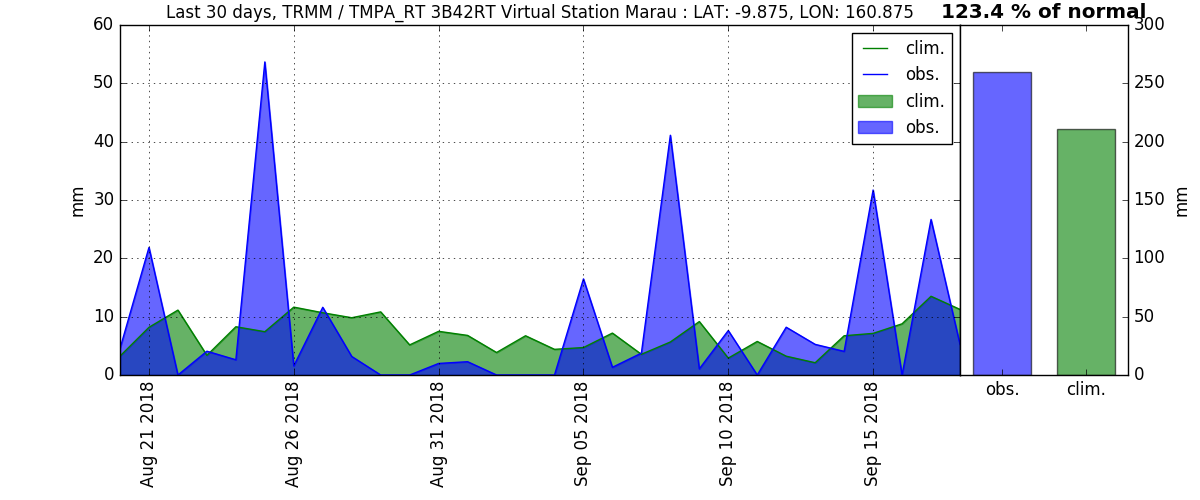 Last 30 days, TRMM / TMPA_RT 3B42RT Virtual Station Marau : LAT: -9.875, LON: 160.875
123.4 % of normal
60
50
40
30
20
10
0
mm
clim.
obs.
clim.
obs.
300
250
200
150
100
50
0
mm
Aug 21 2018
Aug 26 2018
Aug 31 2018
Sep 05 2018
Sep 10 2018
Sep 15 2018
obs.
clim.